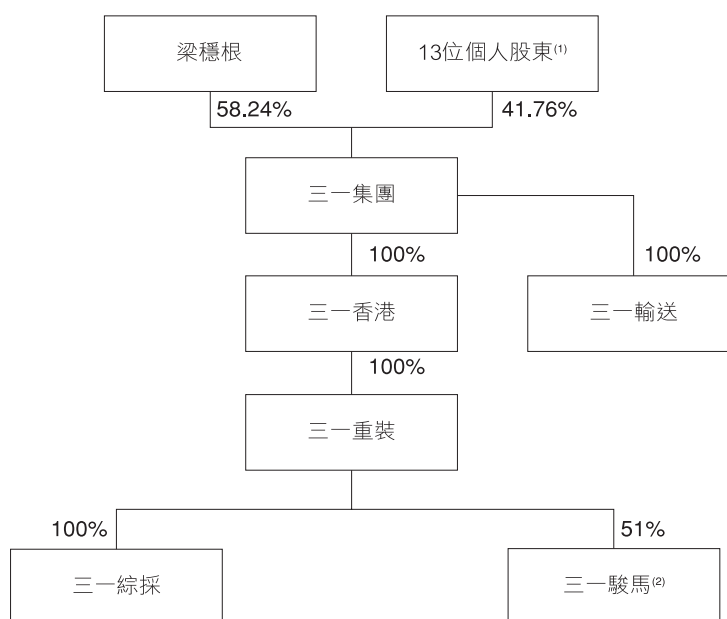 梁穩根
13位個人股東(1)
58.24%
41.76%
三一集團
100%
100%
三一香港
三一輸送
100%
三一重裝
100%
51%
三一綜採
三一駿馬(2)